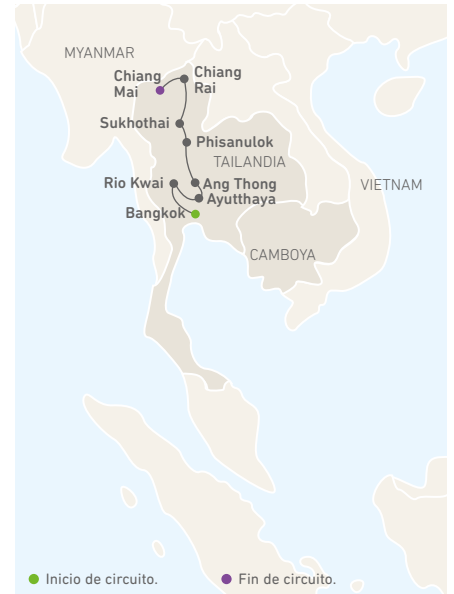 MYANMAR
Chiang
Mai
Chiang
Rai
Sukhothai
Phisanulok
TAILANDIA
Rio Kwai
Ang Thong
Ayutthaya
VIETNAM
Bangkok
CAMBOYA
Inicio de circuito.
Fin de circuito.